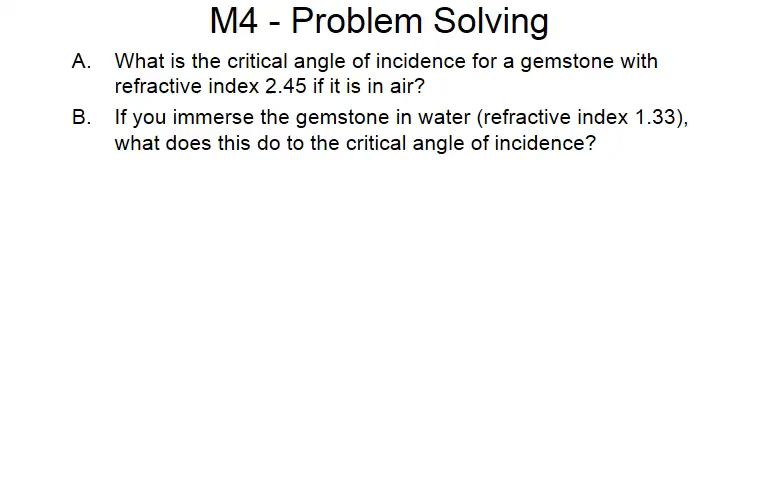 M4 - Problem Solving
A. What is the critical angle of incidence for a gemstone with
refractive index 2.45 if it is in air?
B. If you immerse the gemstone in water (refractive index 1.33),
what does this do to the critical angle of incidence?